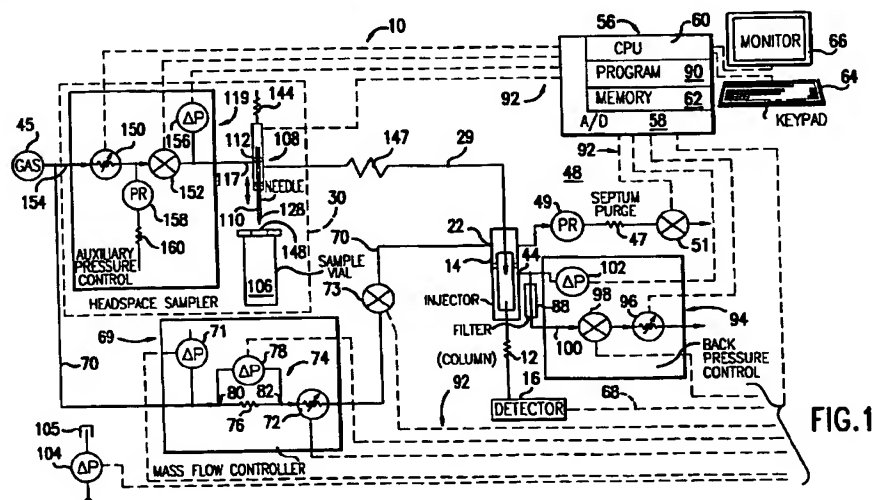 10
56
60
CPU
MONITOR
66
PROGRAM 90
MEMORY 62
A/D 58
64
KEYPAD
92
92
45
GAS
154
150
ΔP
156
119
144
112
108
152
117
NEEDLE
110
128
30
PR
158
160
148
AUXILIARY
PRESSURE
CONTROL
HEADSPACE SAMPLER
106
SAMPLE
VIAL
147
29
48
22
49
PR
SEPTUM
PURGE
47
51
70
14
44
73
INJECTOR
ΔP
102
88
FILTER
98
96
94
100
BACK
PRESSURE
CONTROL
(COLUMN)
12
16
DETECTOR
68
69
71
ΔP
ΔP
78
74
80
82
76
72
92
70
MASS FLOW CONTROLLER
105
104
ΔP
FIG.1